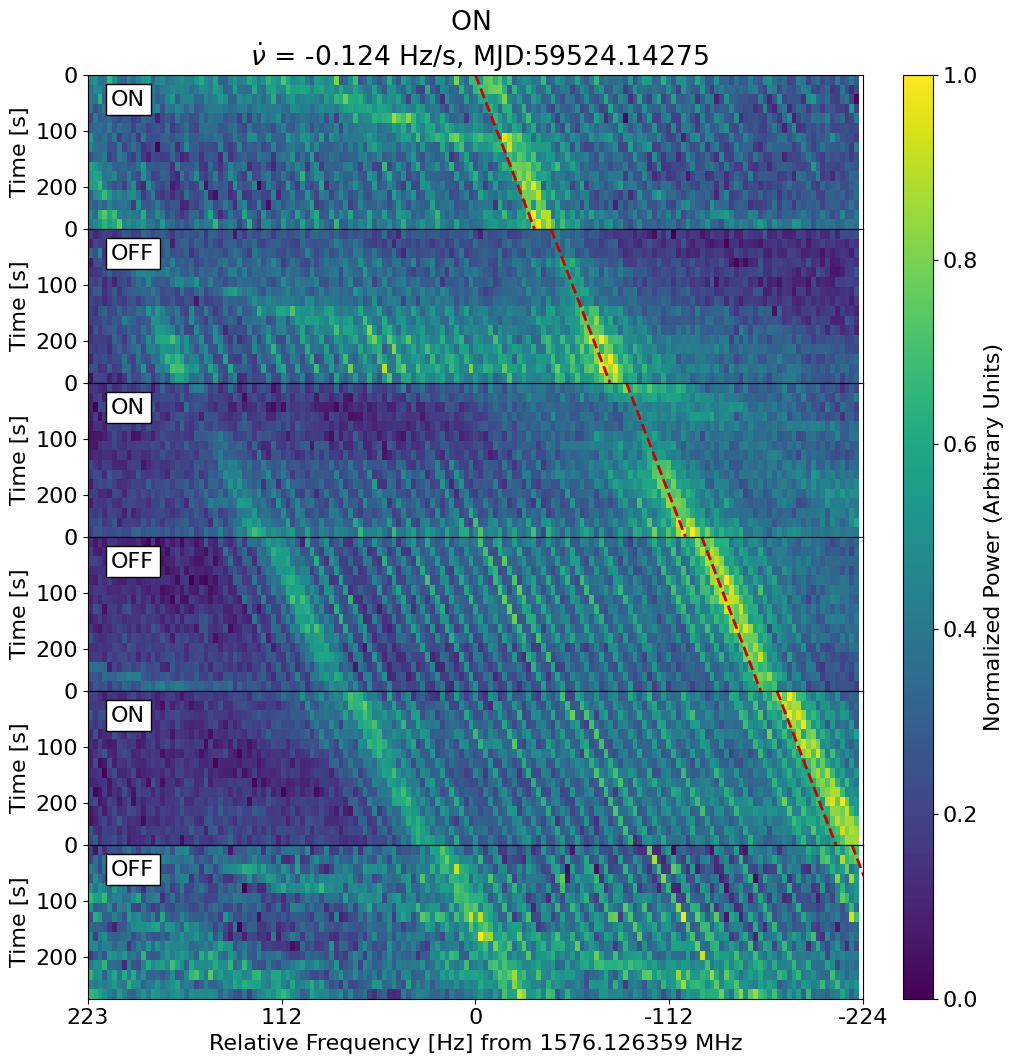 ON
ν̇ = -0.124 Hz/s, MJD:59524.14275
0
100
200
Time [s]
ON
0
100
200
Time [s]
OFF
0
100
200
Time [s]
ON
0
100
200
Time [s]
OFF
0
100
200
Time [s]
ON
0
100
200
Time [s]
OFF
223 112 0 -112 -224
Relative Frequency [Hz] from 1576.126359 MHz
1.0
0.8
0.6
0.4
0.2
0.0
Normalized Power (Arbitrary Units)